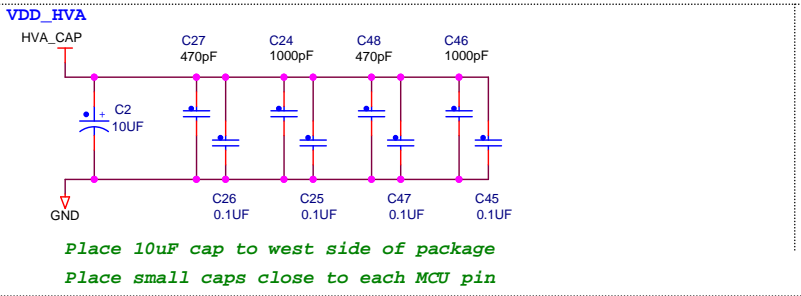 VDD_HVA
HVA_CAP
C27
470pF
C24
1000pF
C48
470pF
C46
1000pF
+
C2
10UF
C26
0.1UF
C25
0.1UF
C47
0.1UF
C45
0.1UF
GND
Place 10uF cap to west side of package
Place small caps close to each MCU pin